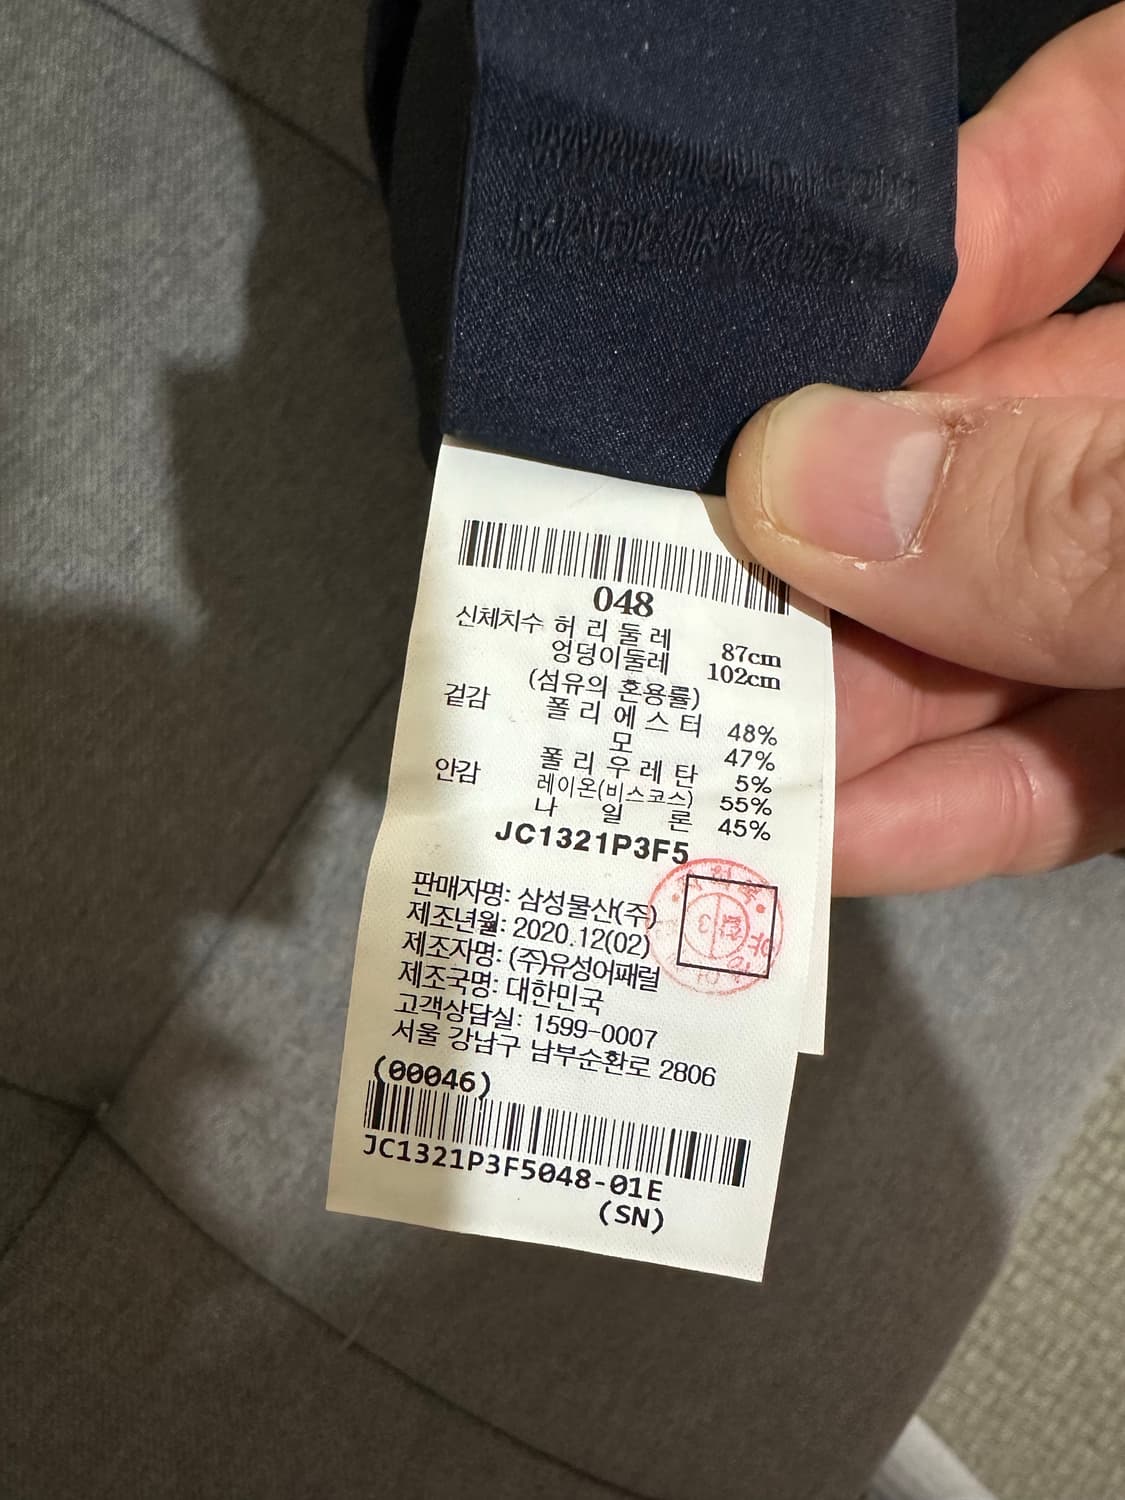 MADE IN KOREA
048
신체치수 허 리 둘 레 87cm
엉덩이둘레 102cm
(섬유의 혼용률)
겉감 폴 리 에 스 터 48%
모 47%
폴 리 우 레 탄 5%
안감 레이온(비스코스) 55%
나 일 론 45%
JC1321P3F5
판매자명: 삼성물산(주)
제조년월: 2020.12(02)
제조자명: (주)유성어패럴
제조국명: 대한민국
고객상담실: 1599-0007
서울 강남구 남부순환로 2806
(00046)
JC1321P3F5048-01E
(SN)